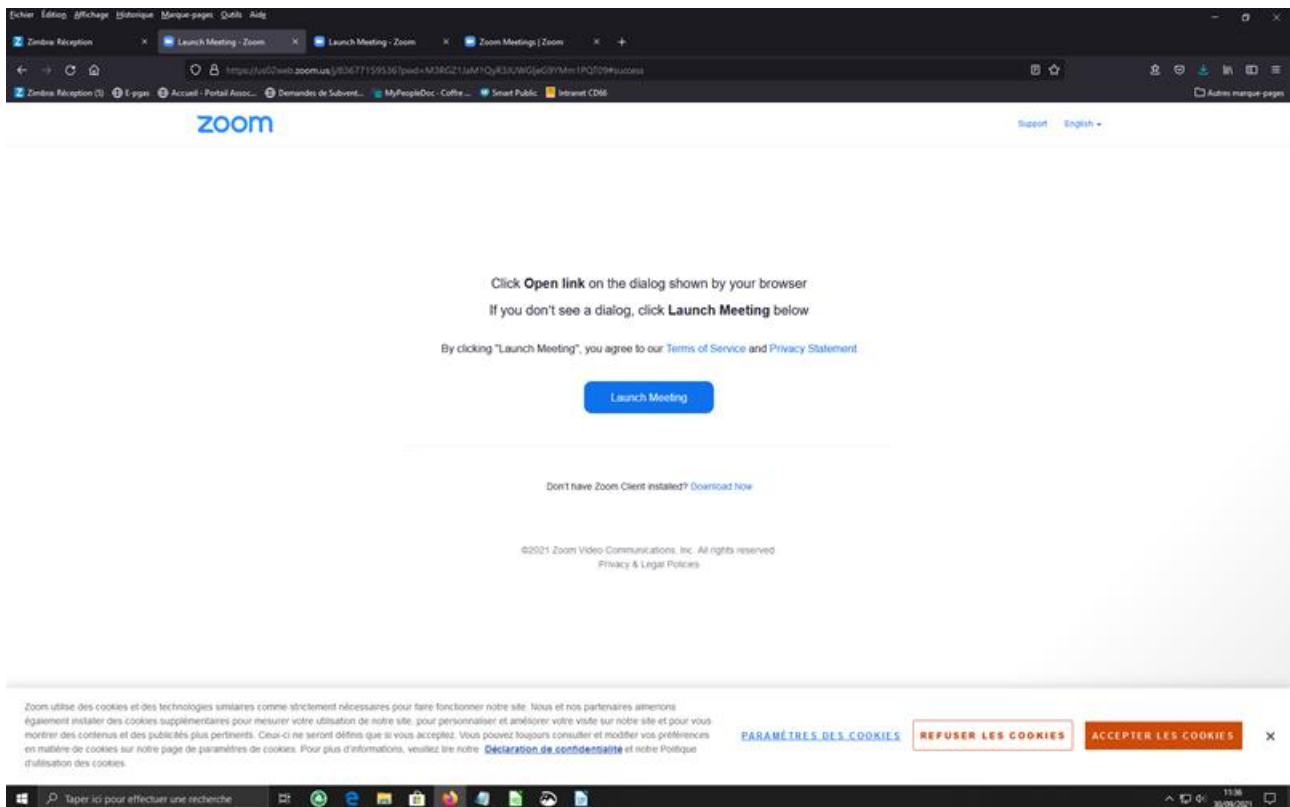 Fichier Édition Affichage Historique Marque-pages Outils Aide
Zimbra: Réception
Launch Meeting - Zoom
Launch Meeting - Zoom
Zoom Meetings | Zoom
zoom.us
Zimbra: Réception (1) E-pgas Accueil - Portail Assoc... Demandes de Subvent... MyPeopleDoc - Coffre ... Smart Public Intranet CD66 Autres marque-pages
zoom
Support English
Click Open link on the dialog shown by your browser
If you don't see a dialog, click Launch Meeting below
By clicking "Launch Meeting", you agree to our Terms of Service and Privacy Statement
Launch Meeting
Don't have Zoom Client installed? Download Now
©2021 Zoom Video Communications, Inc. All rights reserved
Privacy & Legal Policies
Zoom utilise des cookies et des technologies similaires comme strictement nécessaires pour faire fonctionner notre site. Nous et nos partenaires aimerions
également installer des cookies supplémentaires pour mesurer votre utilisation de notre site, pour personnaliser et améliorer votre visite sur notre site et pour vous
montrer des contenus et des publicités plus pertinents. Ceux-ci ne seront définis que si vous acceptez. Vous pouvez toujours consulter et modifier vos préférences
en matière de cookies sur notre page de paramètres de cookies. Pour plus d'informations, veuillez lire notre Déclaration de confidentialité et notre Politique
d'utilisation des cookies.
PARAMÈTRES DES COOKIES
REFUSER LES COOKIES
ACCEPTER LES COOKIES
Taper ici pour effectuer une recherche
11:36
30/09/2021